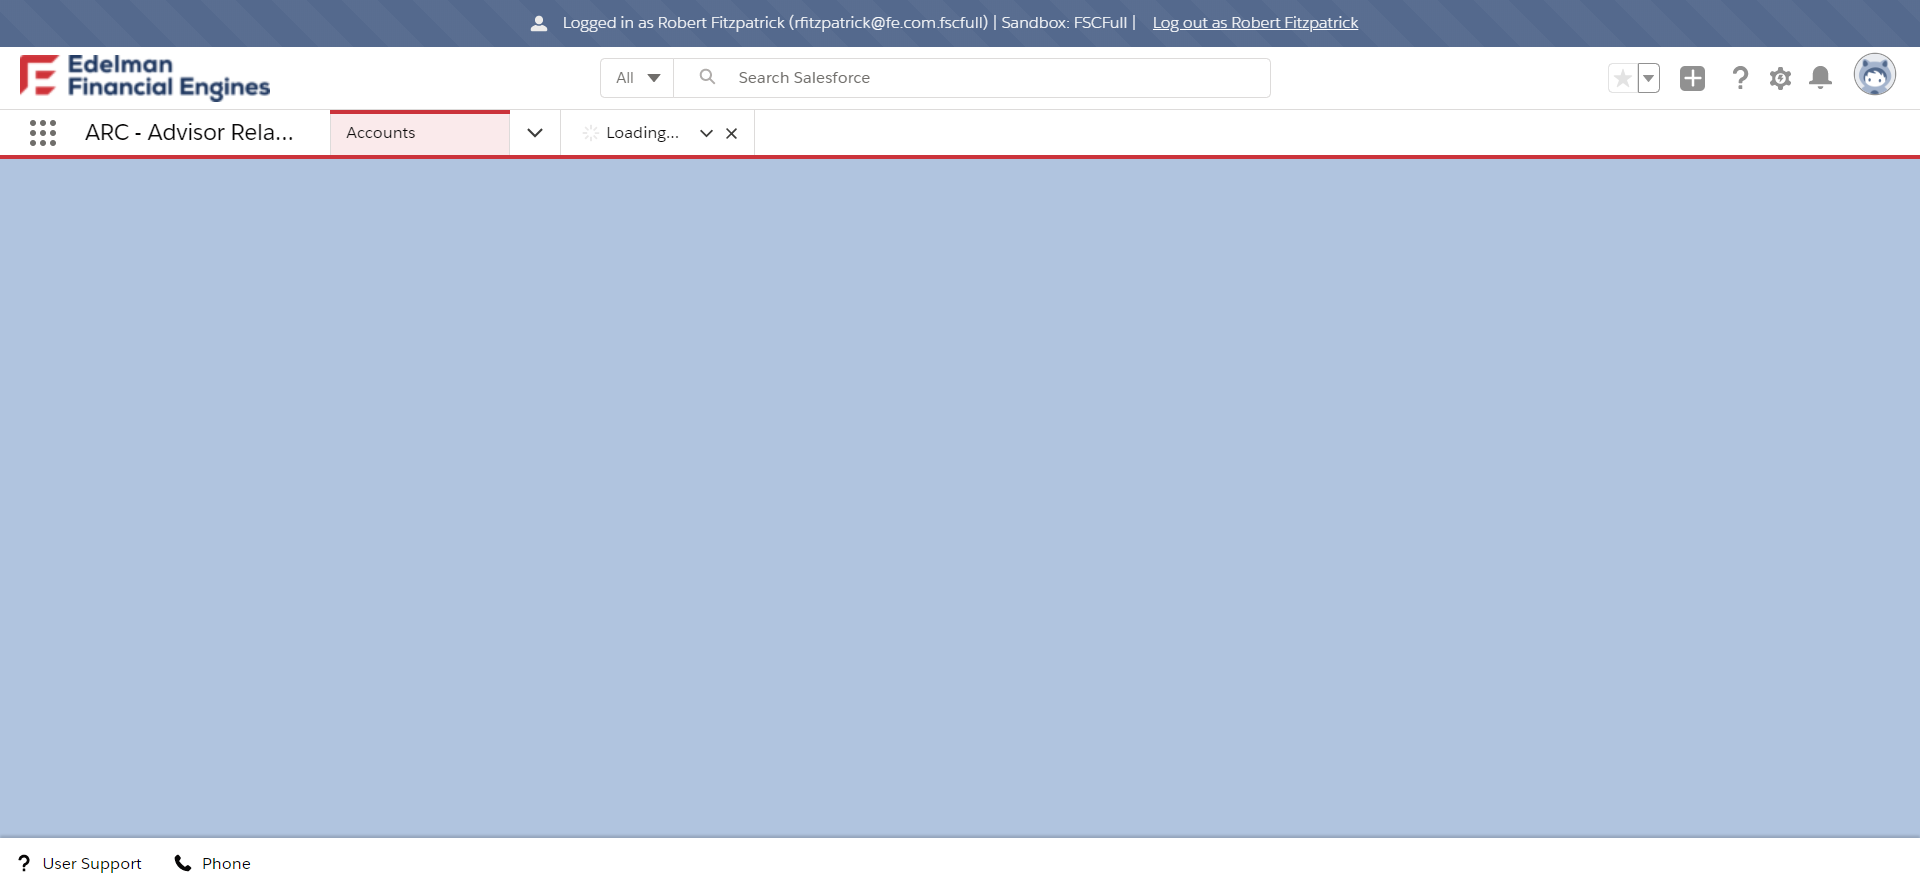 Logged in as Robert Fitzpatrick (rfitzpatrick@fe.com.fscfull) | Sandbox: FSCFull | Log out as Robert Fitzpatrick
Edelman
Financial Engines
All
Search Salesforce
ARC - Advisor Rela...
Accounts
Loading...
User Support
Phone